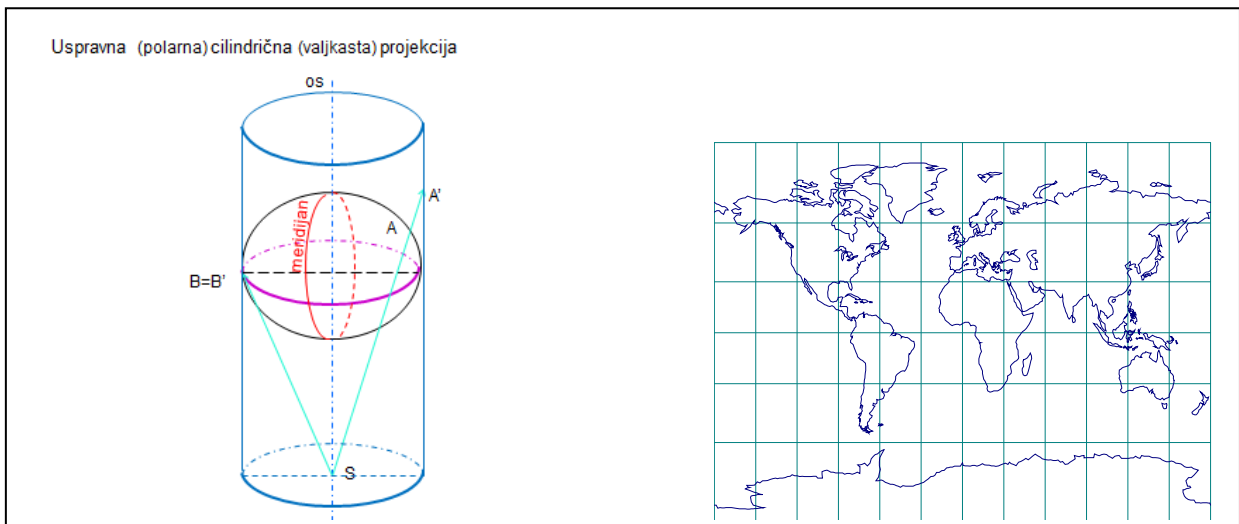 Uspravna (polarna) cilindrična (valjkasta) projekcija
os
A'
meridijan
A
B=B'
S